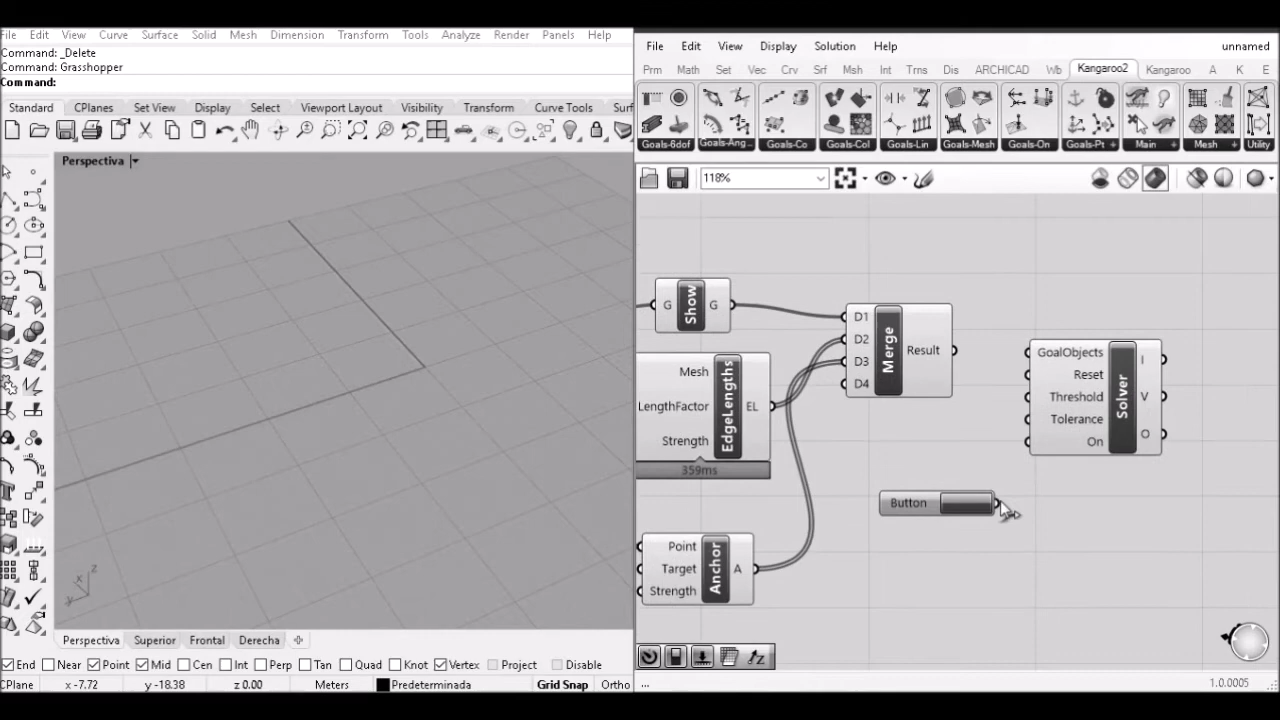 File Edit View Curve Surface Solid Mesh Dimension Transform Tools Analyze Render Panels Help
Command: _Delete
Command: Grasshopper
Command:
Standard CPlanes Set View Display Select Viewport Layout Visibility Transform Curve Tools Surf
Perspectiva
z
x
y
Perspectiva Superior Frontal Derecha
End Near Point Mid Cen Int Perp Tan Quad Knot Vertex Project Disable
CPlane x -7.72 y -18.38 z 0.00 Meters Predeterminada Grid Snap Ortho
File Edit View Display Solution Help unnamed
Prm Math Set Vec Crv Srf Msh Int Trns Dis ARCHICAD Wb Kangaroo2 Kangaroo A K E
Goals-6dof Goals-Ang... Goals-Co Goals-Col Goals-Lin Goals-Mesh Goals-On Goals-Pt + Main + Mesh + Utility
118%
G Show G
Mesh
LengthFactor
Strength
EdgeLengths
EL
359ms
D1
D2
D3
D4
Merge
Result
GoalObjects
Reset
Threshold
Tolerance
On
Solver
I
V
O
Button
Point
Target
Strength
Anchor
A
... 1.0.0005